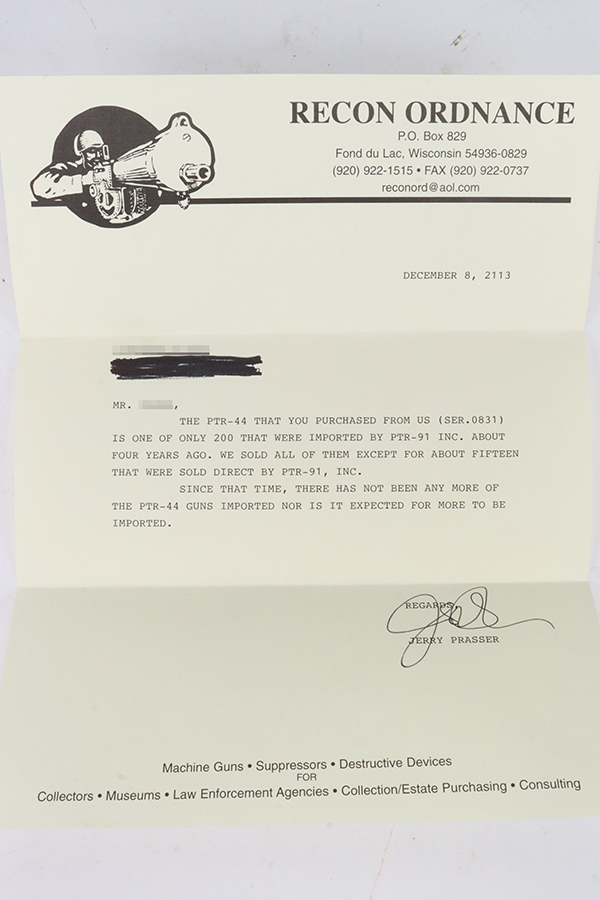 RECON ORDNANCE
P.O. Box 829
Fond du Lac, Wisconsin 54936-0829
(920) 922-1515 • FAX (920) 922-0737
reconord@aol.com
DECEMBER 8, 2113
MR. ,
THE PTR-44 THAT YOU PURCHASED FROM US (SER.0831)
IS ONE OF ONLY 200 THAT WERE IMPORTED BY PTR-91 INC. ABOUT
FOUR YEARS AGO. WE SOLD ALL OF THEM EXCEPT FOR ABOUT FIFTEEN
THAT WERE SOLD DIRECT BY PTR-91, INC.
SINCE THAT TIME, THERE HAS NOT BEEN ANY MORE OF
THE PTR-44 GUNS IMPORTED NOR IS IT EXPECTED FOR MORE TO BE
IMPORTED.
REGARDS,
JERRY PRASSER
Machine Guns • Suppressors • Destructive Devices
FOR
Collectors • Museums • Law Enforcement Agencies • Collection/Estate Purchasing • Consulting